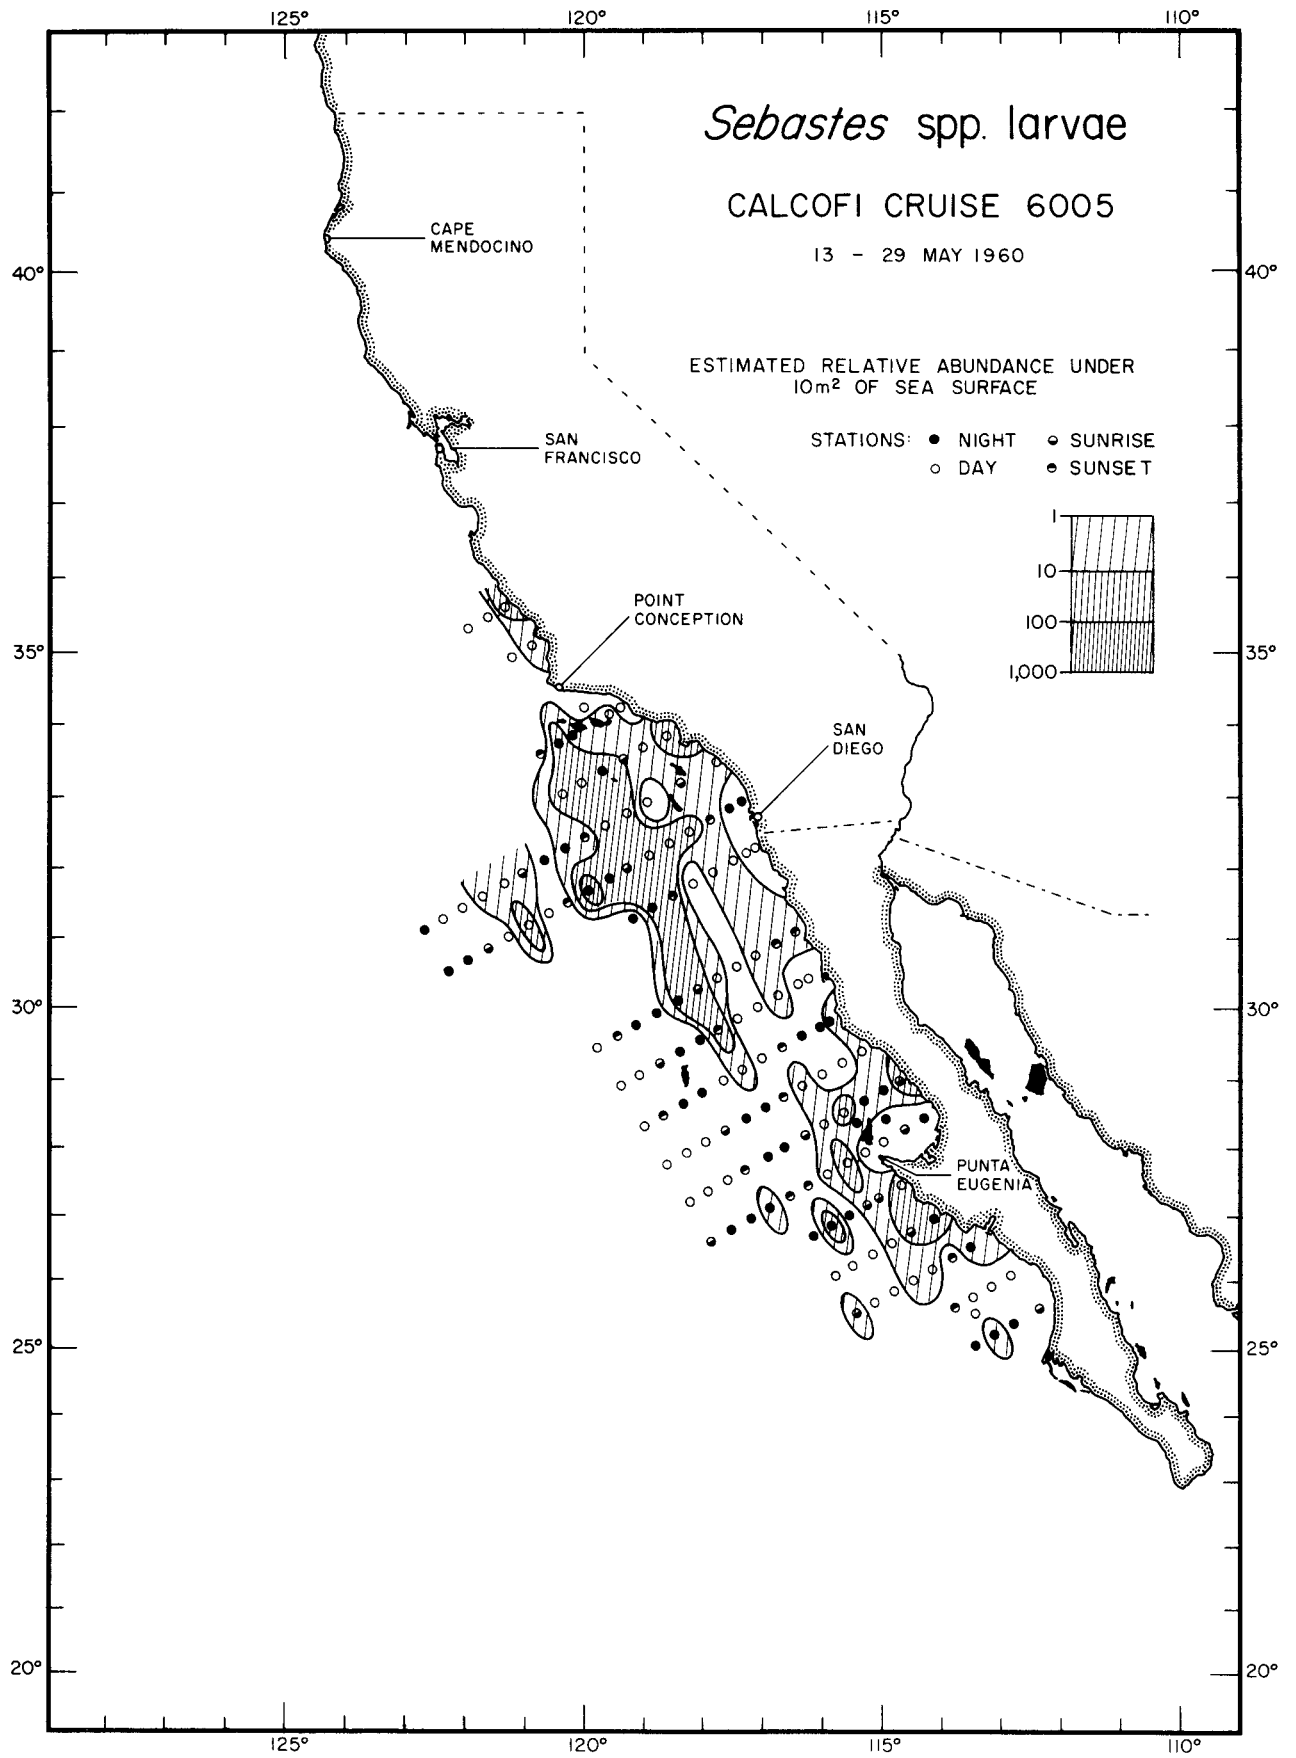 125° 120° 115° 110°
Sebastes spp. larvae
CALCOFI CRUISE 6005
13 - 29 MAY 1960
CAPE
MENDOCINO
40° 40°
ESTIMATED RELATIVE ABUNDANCE UNDER
10m² OF SEA SURFACE
STATIONS: ● NIGHT ◒ SUNRISE
○ DAY ◓ SUNSET
SAN
FRANCISCO
1
10
100
1,000
POINT
CONCEPTION
35° 35°
SAN
DIEGO
30° 30°
PUNTA
EUGENIA
25° 25°
20° 20°
125° 120° 115° 110°